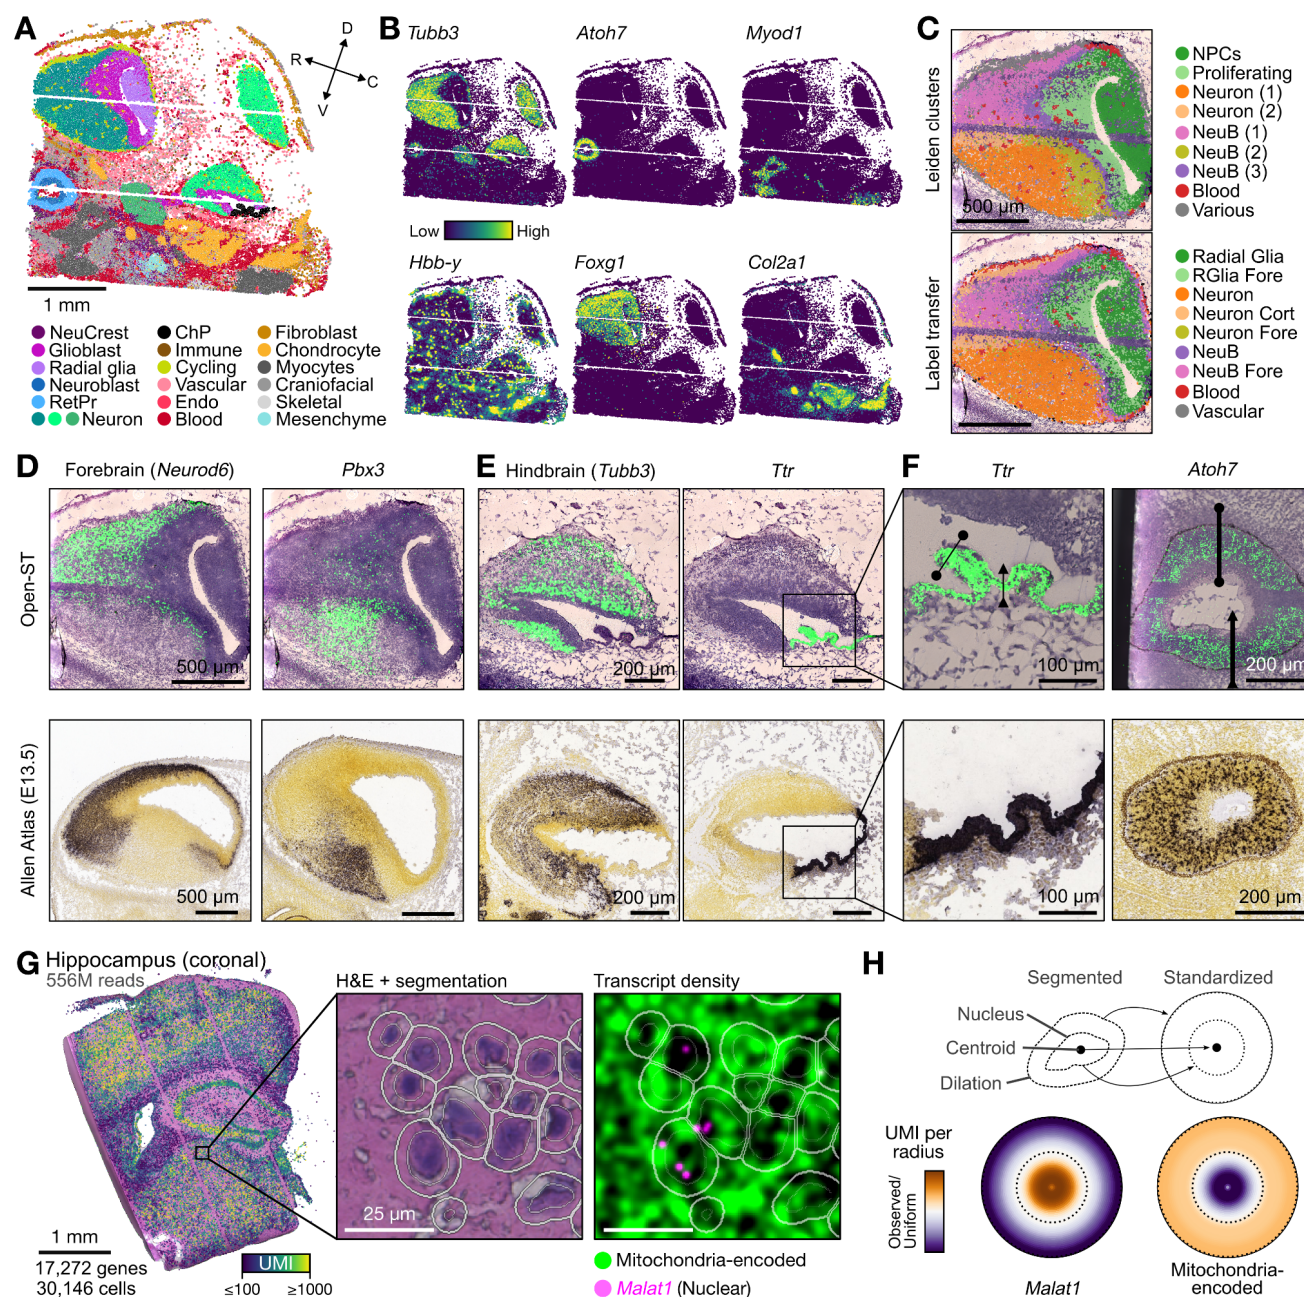 A
D
R
C
V
1 mm
NeuCrest
Glioblast
Radial glia
Neuroblast
RetPr
Neuron
ChP
Immune
Cycling
Vascular
Endo
Blood
Fibroblast
Chondrocyte
Myocytes
Craniofacial
Skeletal
Mesenchyme
B
Tubb3
Atoh7
Myod1
Low
High
Hbb-y
Foxg1
Col2a1
C
Leiden clusters
500 µm
NPCs
Proliferating
Neuron (1)
Neuron (2)
NeuB (1)
NeuB (2)
NeuB (3)
Blood
Various
Label transfer
Radial Glia
RGlia Fore
Neuron
Neuron Cort
Neuron Fore
NeuB
NeuB Fore
Blood
Vascular
D
Forebrain (Neurod6)
Pbx3
E
Hindbrain (Tubb3)
Ttr
F
Ttr
Atoh7
Open-ST
500 µm
200 µm
100 µm
200 µm
Allen Atlas (E13.5)
500 µm
200 µm
100 µm
200 µm
G
Hippocampus (coronal)
556M reads
1 mm
17,272 genes
30,146 cells
UMI
≤100
≥1000
H&E + segmentation
25 µm
Transcript density
Mitochondria-encoded
Malat1 (Nuclear)
H
Segmented
Standardized
Nucleus
Centroid
Dilation
UMI per
radius
Observed/
Uniform
Malat1
Mitochondria-
encoded